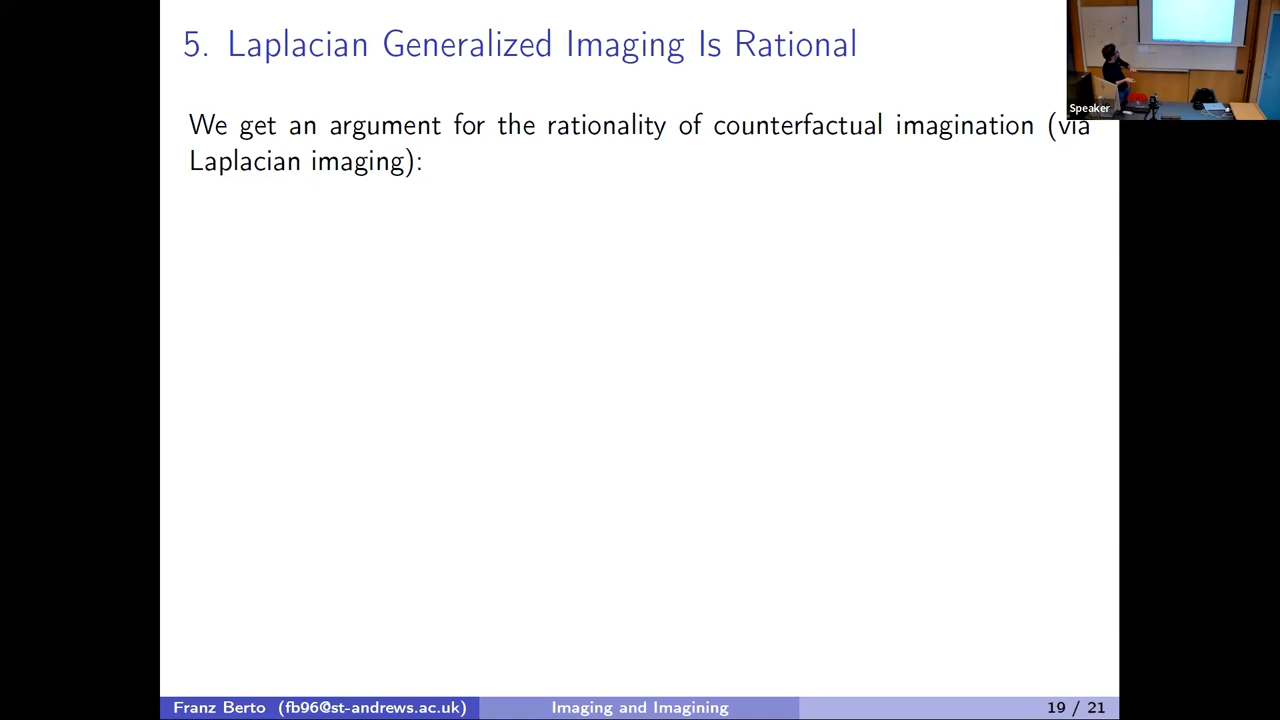 5. Laplacian Generalized Imaging Is Rational
Speaker
We get an argument for the rationality of counterfactual imagination (via
Laplacian imaging):
Franz Berto (fb96@st-andrews.ac.uk)
Imaging and Imagining
19 / 21